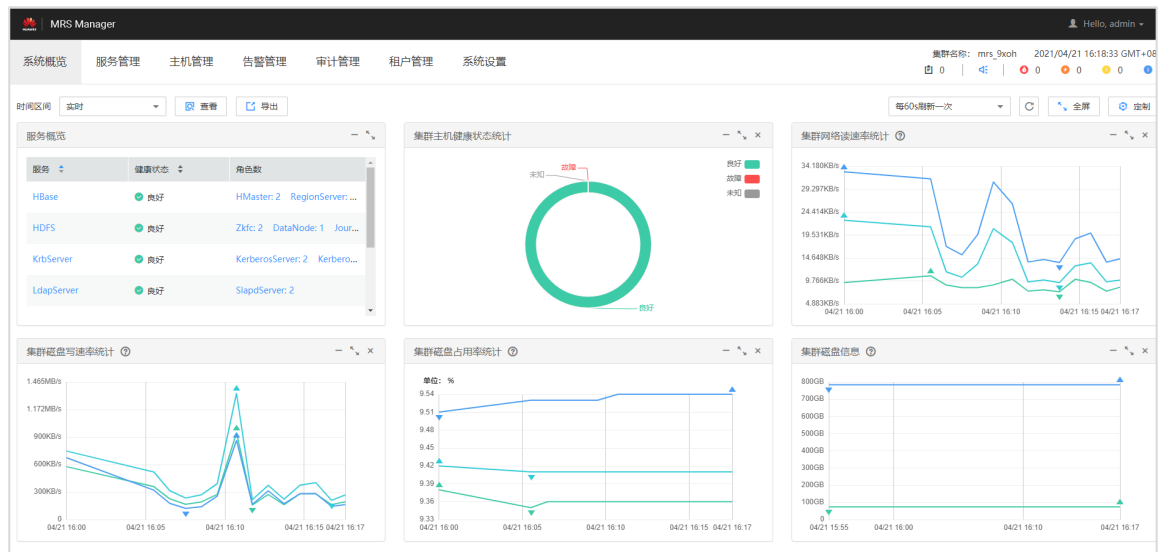 HUAWEI MRS Manager Hello, admin
系统概览 服务管理 主机管理 告警管理 审计管理 租户管理 系统设置
集群名称: mrs_9xoh 2021/04/21 16:18:33 GMT+08
0 0 0 0
时间区间 实时 查看 导出 每60s刷新一次 全屏 定制
服务概览
服务 健康状态 角色数
HBase 良好 HMaster: 2 RegionServer: ...
HDFS 良好 Zkfc: 2 DataNode: 1 Jour...
KrbServer 良好 KerberosServer: 2 Kerbero...
LdapServer 良好 SlapdServer: 2
集群主机健康状态统计
未知 故障
良好
良好
故障
未知
集群网络读速率统计
34.180KB/s
29.297KB/s
24.414KB/s
19.531KB/s
14.648KB/s
9.766KB/s
4.883KB/s
04/21 16:00 04/21 16:05 04/21 16:10 04/21 16:15 04/21 16:17
集群磁盘写速率统计
1.465MB/s
1.172MB/s
900KB/s
600KB/s
300KB/s
0
04/21 16:00 04/21 16:05 04/21 16:10 04/21 16:15 04/21 16:17
集群磁盘占用率统计
单位: %
9.54
9.51
9.48
9.45
9.42
9.39
9.36
9.33
04/21 16:00 04/21 16:05 04/21 16:10 04/21 16:15 04/21 16:17
集群磁盘信息
800GB
700GB
600GB
500GB
400GB
300GB
200GB
100GB
0
04/21 15:55 04/21 16:00 04/21 16:10 04/21 16:17